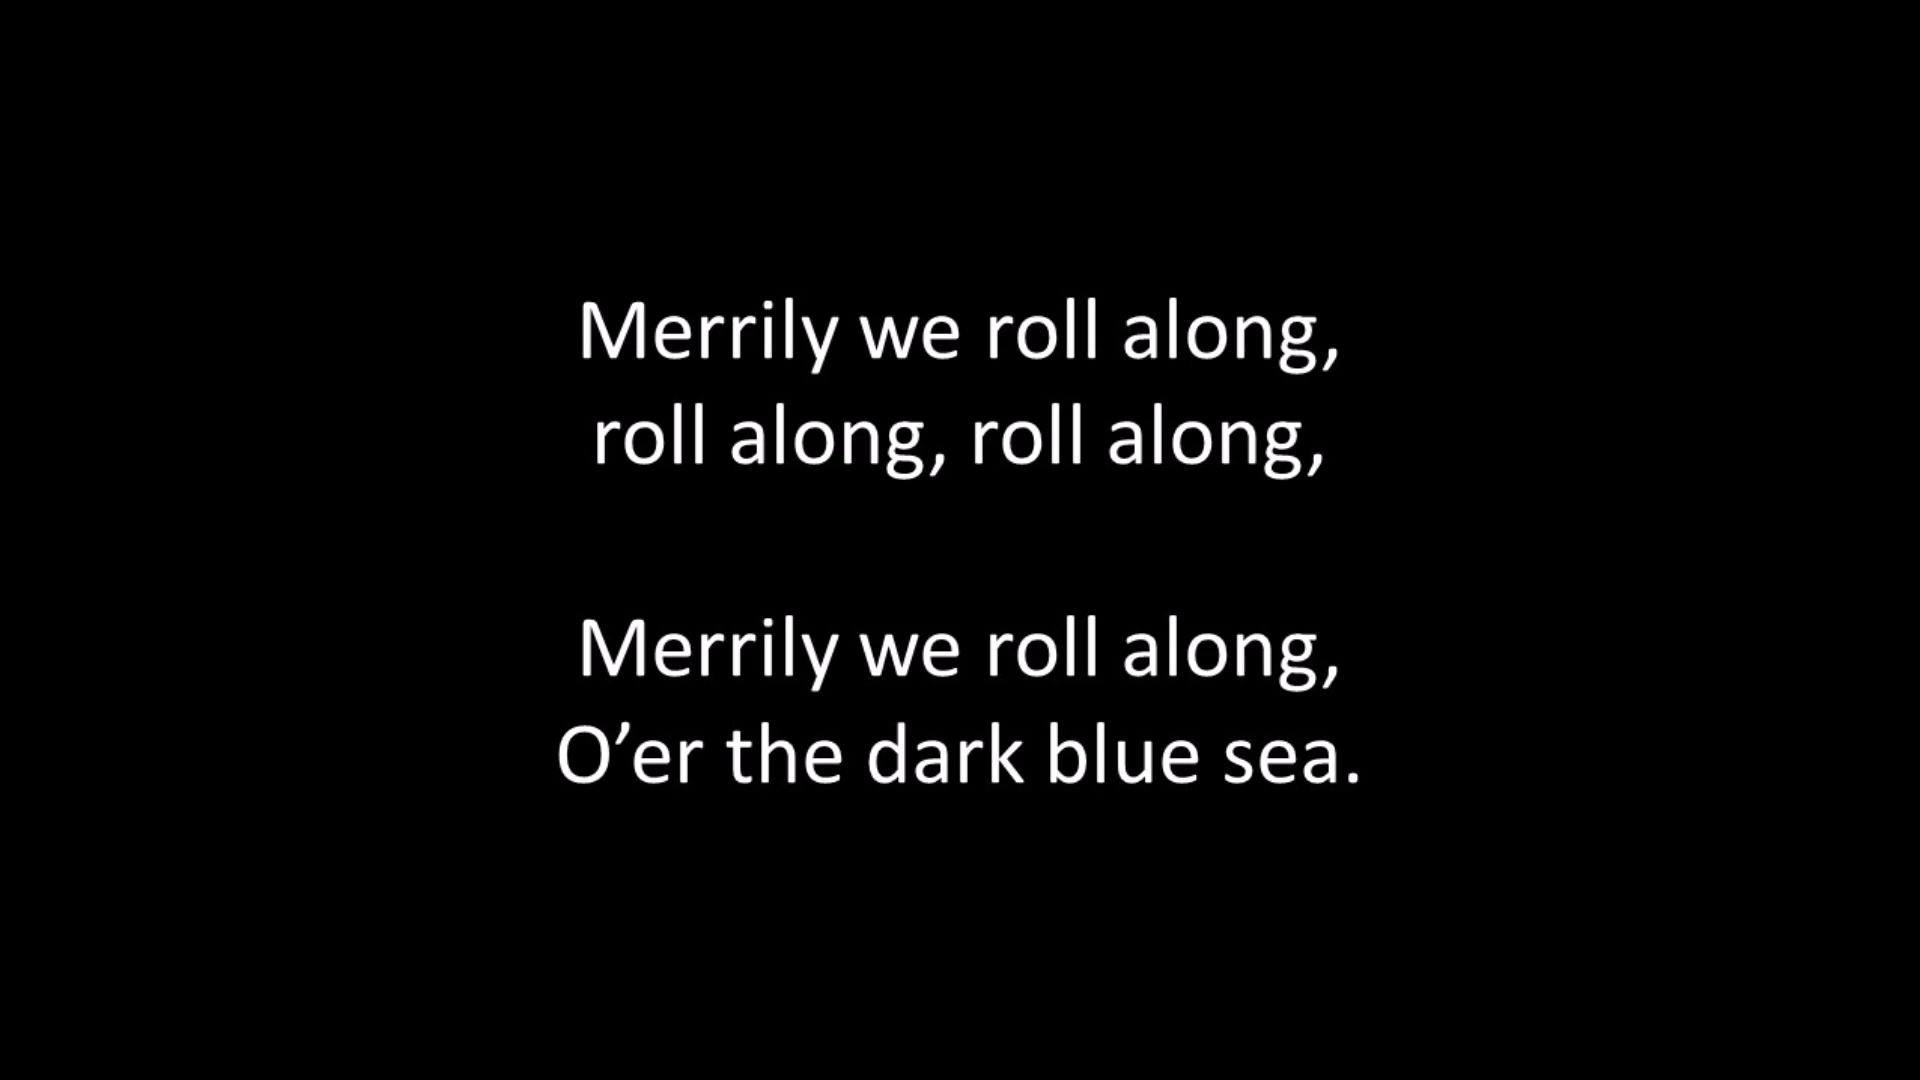 Merrily we roll along,
roll along, roll along,
Merrily we roll along,
O’er the dark blue sea.